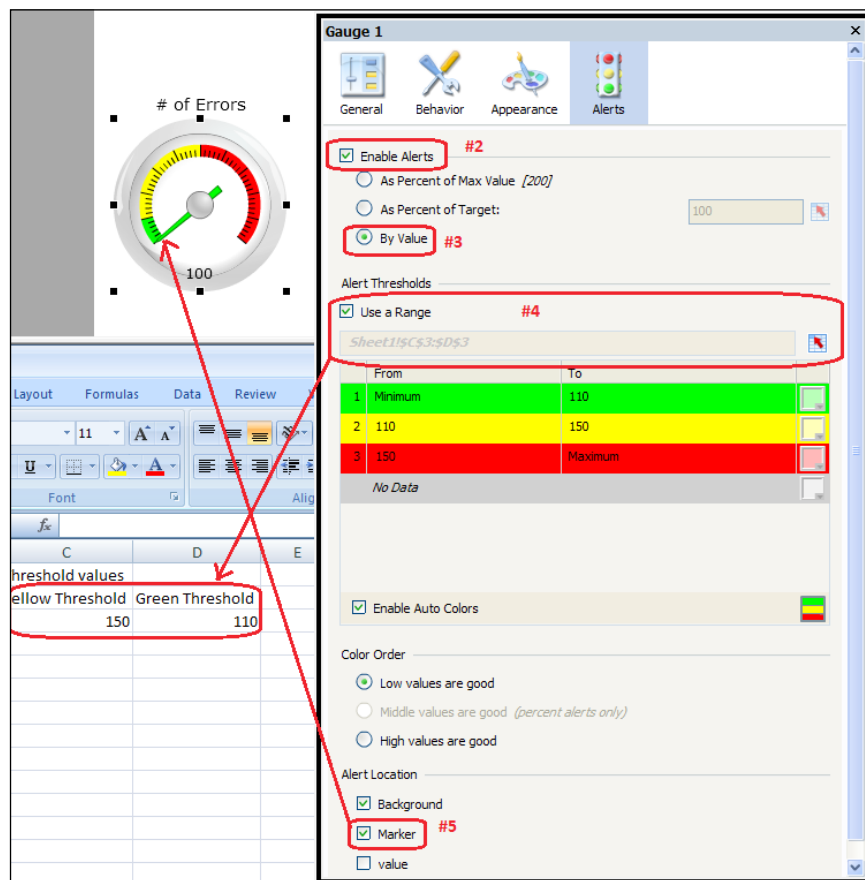 Gauge 1
General Behavior Appearance Alerts
# of Errors
100
Enable Alerts #2
As Percent of Max Value [200]
As Percent of Target: 100
By Value #3
Alert Thresholds
Use a Range #4
Sheet1!$C$3:$D$3
From To
1 Minimum 110
2 110 150
3 150 Maximum
No Data
Enable Auto Colors
Color Order
Low values are good
Middle values are good (percent alerts only)
High values are good
Alert Location
Background
Marker #5
value
Layout Formulas Data Review
11 A A
U A
Font Alig
fx
C D E
hreshold values
ellow Threshold Green Threshold
150 110